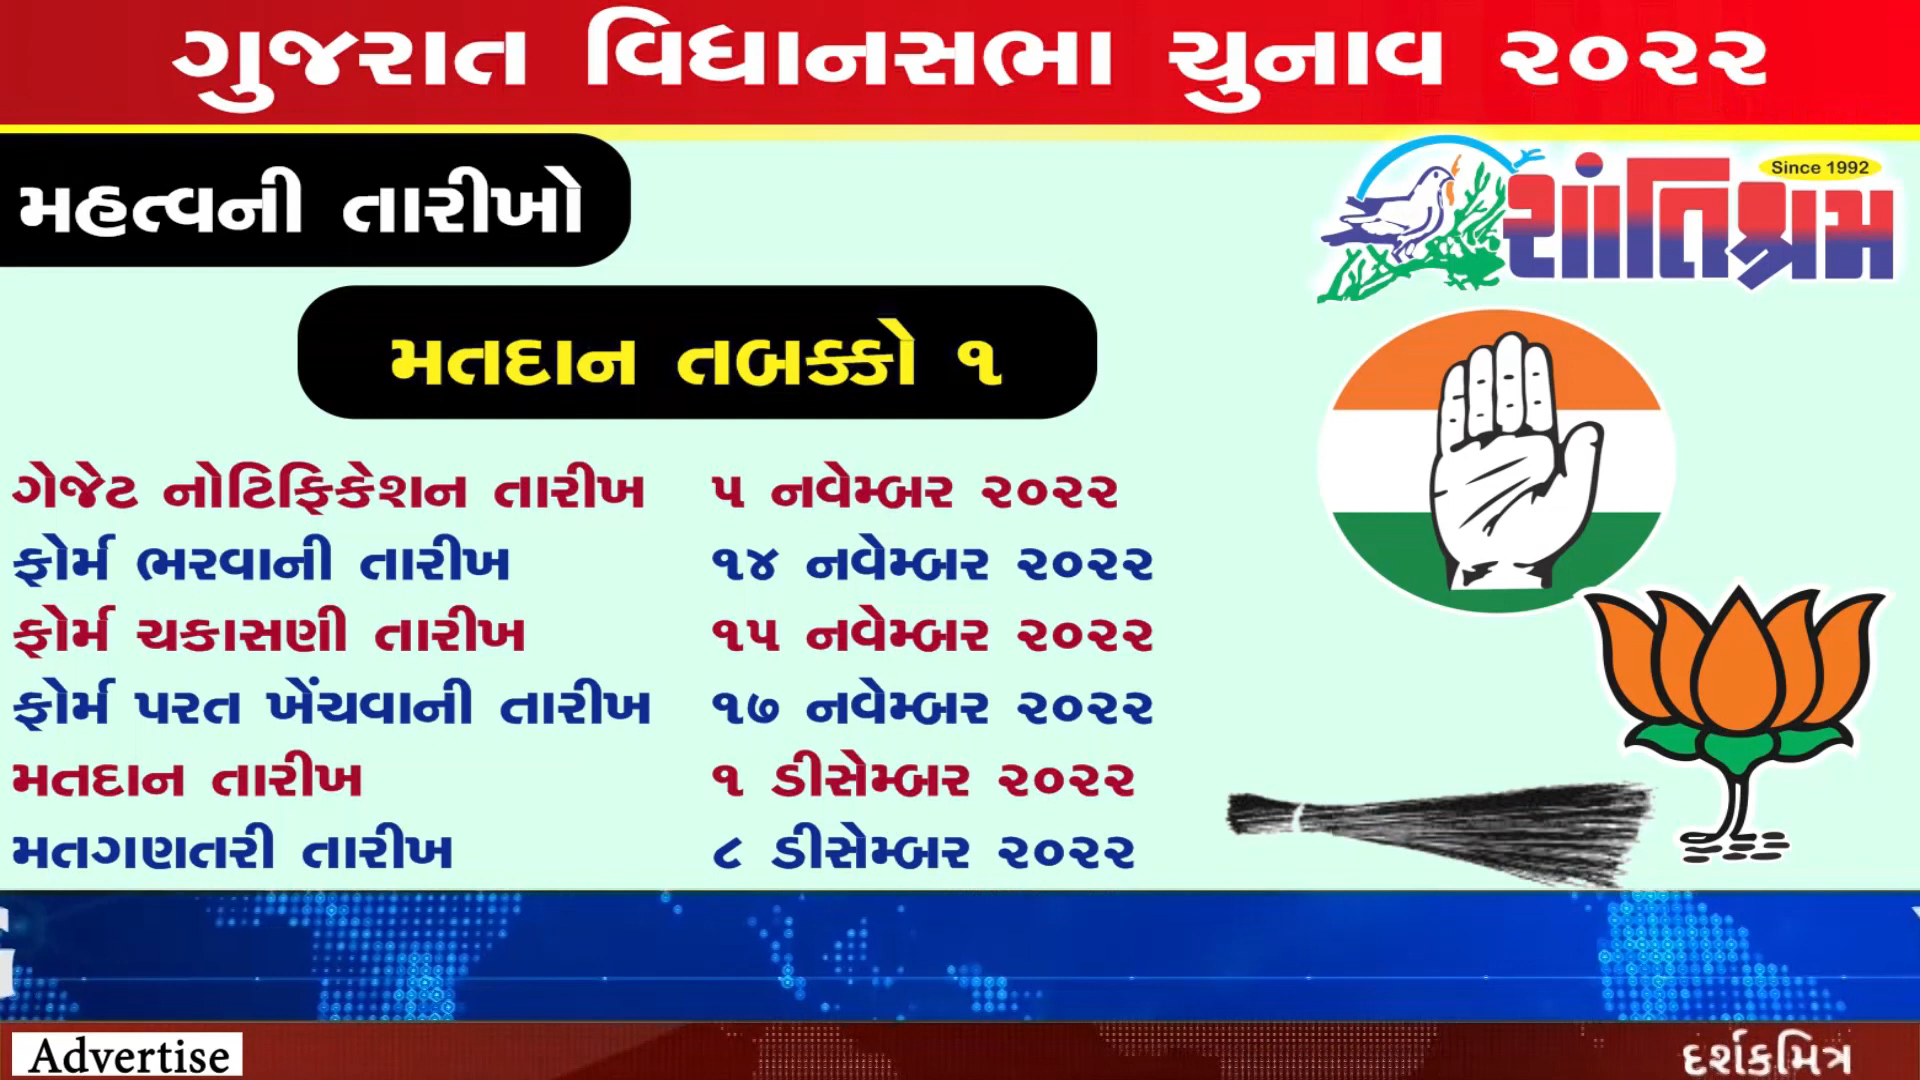 ગુજરાત વિધાનસભા ચુનાવ ૨૦૨૨
મહત્વની તારીખો
Since 1992
શાંતિશ્રમ
મતદાન તબક્કો ૧
ગેજેટ નોટિફિકેશન તારીખ ૫ નવેમ્બર ૨૦૨૨
ફોર્મ ભરવાની તારીખ ૧૪ નવેમ્બર ૨૦૨૨
ફોર્મ ચકાસણી તારીખ ૧૫ નવેમ્બર ૨૦૨૨
ફોર્મ પરત ખેંચવાની તારીખ ૧૭ નવેમ્બર ૨૦૨૨
મતદાન તારીખ ૧ ડીસેમ્બર ૨૦૨૨
મતગણતરી તારીખ ૮ ડીસેમ્બર ૨૦૨૨
Advertise
દર્શકમિત્ર